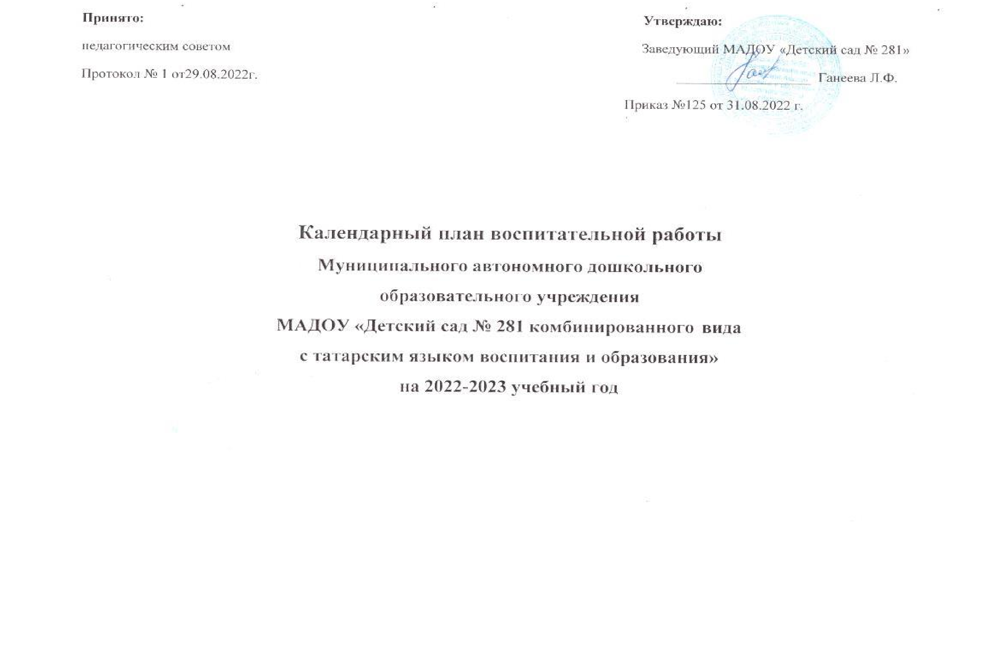 Принято:
педагогическим советом
Протокол № 1 от29.08.2022г.
Утверждаю:
Заведующий МАДОУ «Детский сад № 281»
Ганеева Л.Ф.
Приказ №125 от 31.08.2022 г.
Календарный план воспитательной работы
Муниципального автономного дошкольного
образовательного учреждения
МАДОУ «Детский сад № 281 комбинированного вида
с татарским языком воспитания и образования»
на 2022-2023 учебный год